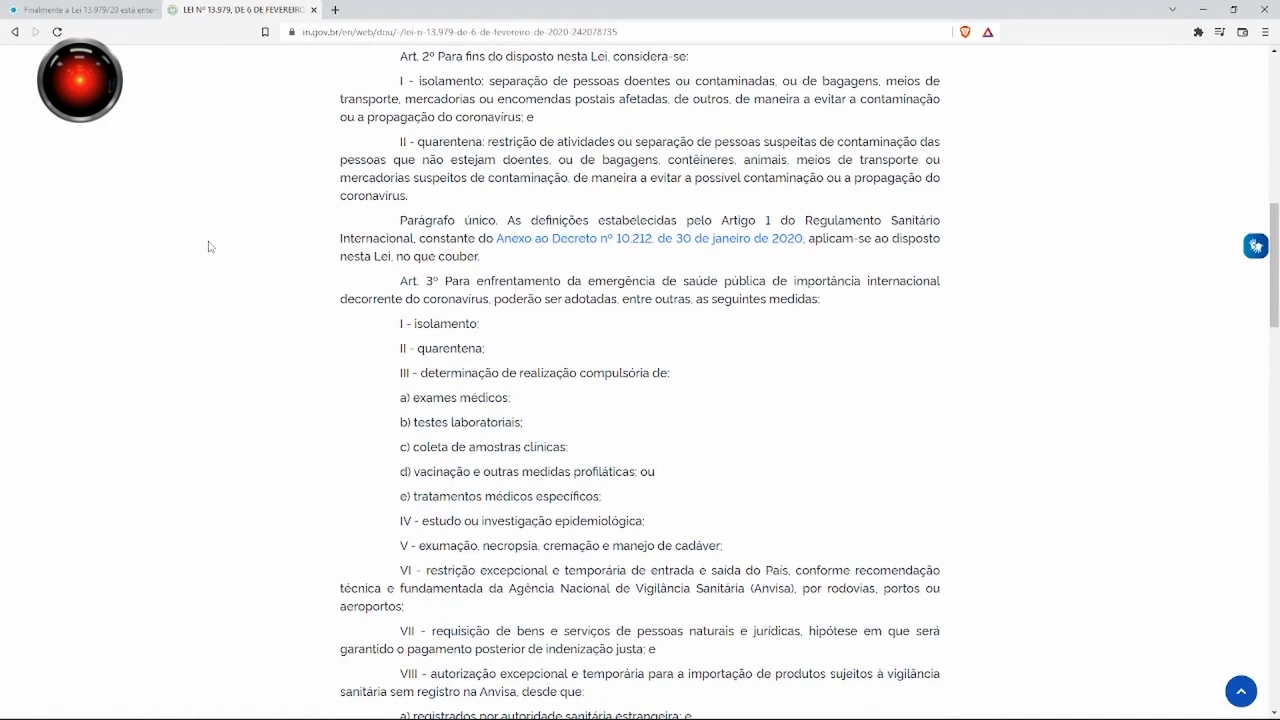 Finalmente a Lei 13.979/20 está enter
LEI Nº 13.979, DE 6 DE FEVEREIRO
in.gov.br/en/web/dou/-/lei-n-13.979-de-6-de-fevereiro-de-2020-242078735
Art. 2º Para fins do disposto nesta Lei, considera-se:
I - isolamento: separação de pessoas doentes ou contaminadas, ou de bagagens, meios de
transporte, mercadorias ou encomendas postais afetadas, de outros, de maneira a evitar a contaminação
ou a propagação do coronavírus; e
II - quarentena: restrição de atividades ou separação de pessoas suspeitas de contaminação das
pessoas que não estejam doentes, ou de bagagens, contêineres, animais, meios de transporte ou
mercadorias suspeitos de contaminação, de maneira a evitar a possível contaminação ou a propagação do
coronavírus.
Parágrafo único. As definições estabelecidas pelo Artigo 1 do Regulamento Sanitário
Internacional, constante do Anexo ao Decreto nº 10.212, de 30 de janeiro de 2020, aplicam-se ao disposto
nesta Lei, no que couber.
Art. 3º Para enfrentamento da emergência de saúde pública de importância internacional
decorrente do coronavírus, poderão ser adotadas, entre outras, as seguintes medidas:
I - isolamento;
II - quarentena;
III - determinação de realização compulsória de:
a) exames médicos;
b) testes laboratoriais;
c) coleta de amostras clínicas;
d) vacinação e outras medidas profiláticas; ou
e) tratamentos médicos específicos;
IV - estudo ou investigação epidemiológica;
V - exumação, necropsia, cremação e manejo de cadáver;
VI - restrição excepcional e temporária de entrada e saída do País, conforme recomendação
técnica e fundamentada da Agência Nacional de Vigilância Sanitária (Anvisa), por rodovias, portos ou
aeroportos;
VII - requisição de bens e serviços de pessoas naturais e jurídicas, hipótese em que será
garantido o pagamento posterior de indenização justa; e
VIII - autorização excepcional e temporária para a importação de produtos sujeitos à vigilância
sanitária sem registro na Anvisa, desde que:
a) registrados por autoridade sanitária estrangeira; e